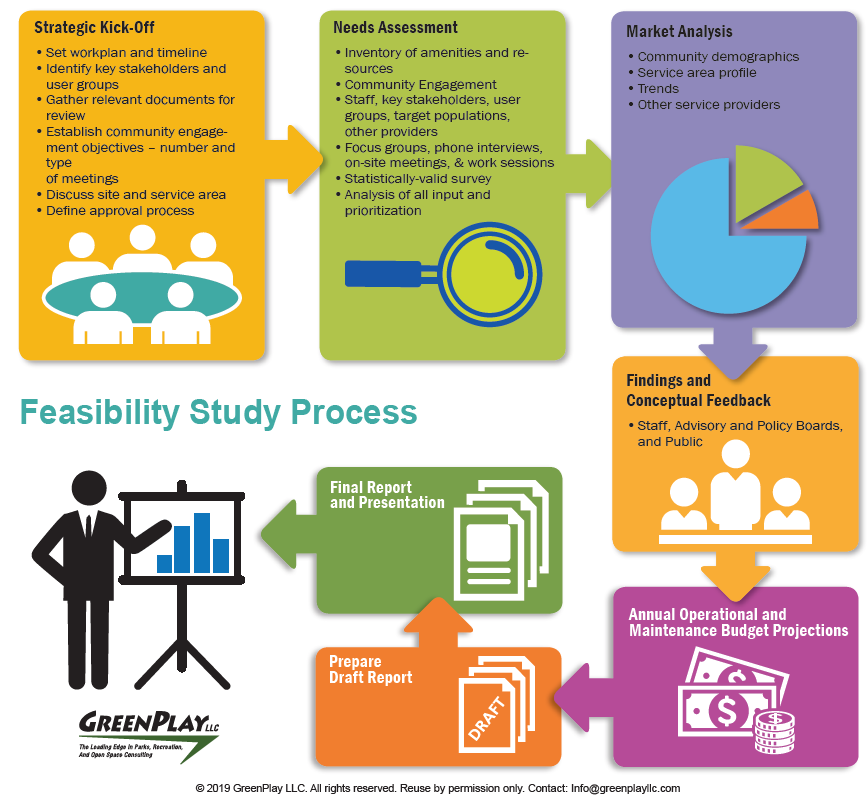 Strategic Kick-Off
• Set workplan and timeline
• Identify key stakeholders and
user groups
• Gather relevant documents for
review
• Establish community engage-
ment objectives – number and
type
of meetings
• Discuss site and service area
• Define approval process
Needs Assessment
• Inventory of amenities and re-
sources
• Community Engagement
• Staff, key stakeholders, user
groups, target populations,
other providers
• Focus groups, phone interviews,
on-site meetings, & work sessions
• Statistically-valid survey
• Analysis of all input and
prioritization
Market Analysis
• Community demographics
• Service area profile
• Trends
• Other service providers
Findings and
Conceptual Feedback
• Staff, Advisory and Policy Boards,
and Public
Feasibility Study Process
Annual Operational and
Maintenance Budget Projections
$ $
$
$
Prepare
Draft Report
DRAFT
Final Report
and Presentation
GREENPLAY LLC
The Leading Edge In Parks, Recreation,
And Open Space Consulting
© 2019 GreenPlay LLC. All rights reserved. Reuse by permission only. Contact: Info@greenplayllc.com